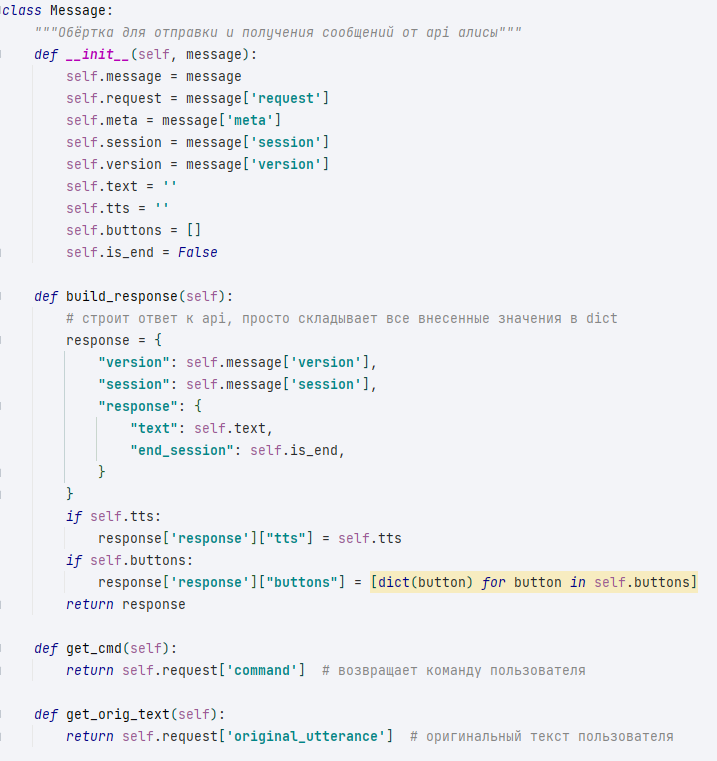 class Message:
    """Обёртка для отправки и получения сообщений от api алисы"""
    def __init__(self, message):
        self.message = message
        self.request = message['request']
        self.meta = message['meta']
        self.session = message['session']
        self.version = message['version']
        self.text = ''
        self.tts = ''
        self.buttons = []
        self.is_end = False

    def build_response(self):
        # строит ответ к api, просто складывает все внесенные значения в dict
        response = {
            "version": self.message['version'],
            "session": self.message['session'],
            "response": {
                "text": self.text,
                "end_session": self.is_end,
            }
        }
        if self.tts:
            response['response']["tts"] = self.tts
        if self.buttons:
            response['response']["buttons"] = [dict(button) for button in self.buttons]
        return response

    def get_cmd(self):
        return self.request['command']  # возвращает команду пользователя

    def get_orig_text(self):
        return self.request['original_utterance']  # оригинальный текст пользователя